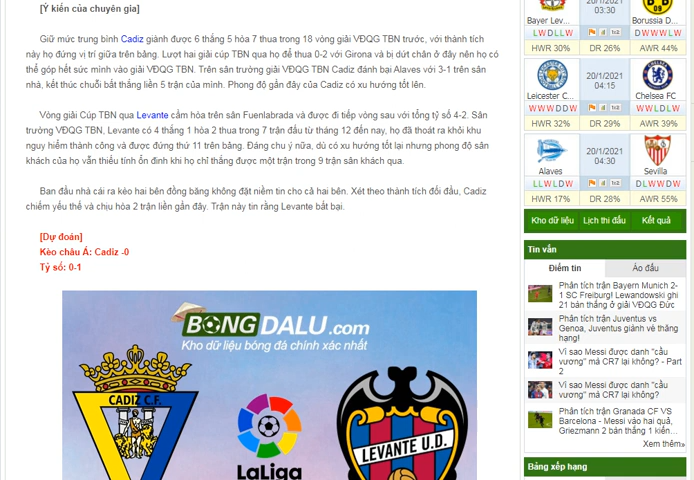 [Ý kiến của chuyên gia]
Giữ mức trung bình Cadiz giành được 6 thắng 5 hòa 7 thua trong 18 vòng giải VĐQG TBN trước, với thành tích
này họ đứng vị trí giữa trên bảng. Lượt hai giải cúp TBN qua họ để thua 0-2 với Girona và bị dứt chân ở đây nên họ có
thể góp hết sức mình vào giải VĐQG TBN. Trên sân trường giải VĐQG TBN Cadiz đánh bại Alaves với 3-1 trên sân
nhà, kết thúc chuỗi bất thắng liền 5 trận của mình. Phong độ gần đây của Cadiz có xu hướng tốt lên.
Vòng giải Cúp TBN qua Levante cầm hòa trên sân Fuenlabrada và được đi tiếp vòng sau với tổng tỷ số 4-2. Sân
trường VĐQG TBN, Levante có 4 thắng 1 hòa 2 thua trong 7 trận đấu từ tháng 12 đến nay, họ đã thoát ra khỏi khu
nguy hiểm thành công và được đứng thứ 11 trên bảng. Đáng chu ý nữa, dù có xu hướng tốt lại nhưng phong độ sân
khách của họ vẫn thiếu tính ổn định khi họ chỉ thắng được một trận trong 9 trận sân khách qua.
Ban đầu nhà cái ra kèo hai bên đồng băng không đặt niềm tin cho cả hai bên. Xét theo thành tích đối đầu, Cadiz
chiếm yếu thế và chịu hòa 2 trận liền gần đây. Trận này tin rằng Levante bất bại.
[Dự đoán]
Kèo châu Á: Cadiz -0
Tỷ số: 0-1
BONGDALU.com
Kho dữ liệu bóng đá chính xác nhất
CADIZ C.F.
LaLiga
LEVANTE U.D.
20/1/2021
03:30
Bayer Lev...
Borussia D...
LWDLLL
DWWWLW
HWR 30%
DR 26%
AWR 44%
20/1/2021
04:15
Leicester C...
Chelsea FC
WWWDDW
WWLDLW
HWR 32%
DR 29%
AWR 39%
20/1/2021
04:30
Alaves
Sevilla
LLWLDW
DLWWDW
HWR 17%
DR 28%
AWR 55%
Kho dữ liệu
Lịch thi đấu
Kết quả
Tin vắn
Điểm tin
Áo đấu
Phân tích trận Bayern Munich 2-
1 SC Freiburg! Lewandowski ghi
21 bàn thắng ở giải VĐQG Đức
Phân tích trận Juventus vs
Genoa, Juventus giành vé thăng
hạng!
Vì sao Messi được danh "cầu
vương" mà CR7 lại không? - Part
2
Vì sao Messi được danh "cầu
vương" mà CR7 lại không?
Phân tích trận Granada CF VS
Barcelona - Messi vào hai quả,
Griezmann 2 bàn thắng 1 kiến...
Xem thêm»
Bảng xếp hạng